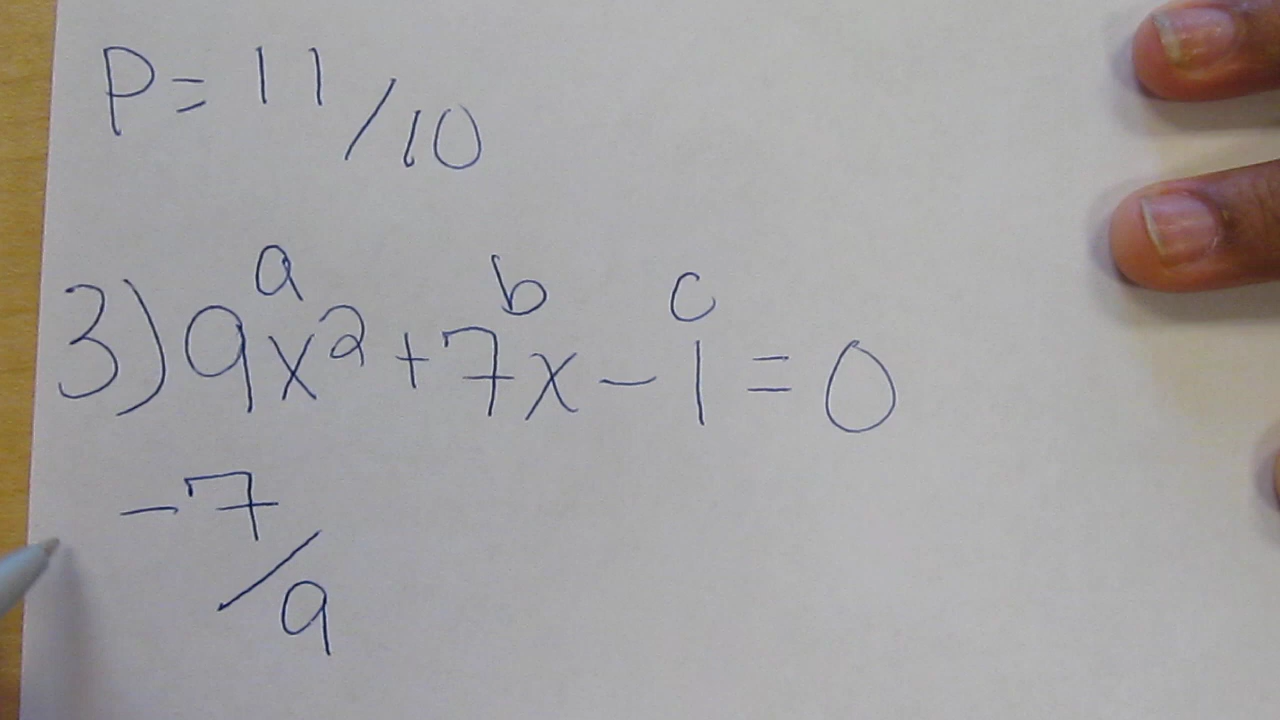 P = 11/10
a b c
3) 9x² + 7x - 1 = 0
-7/9